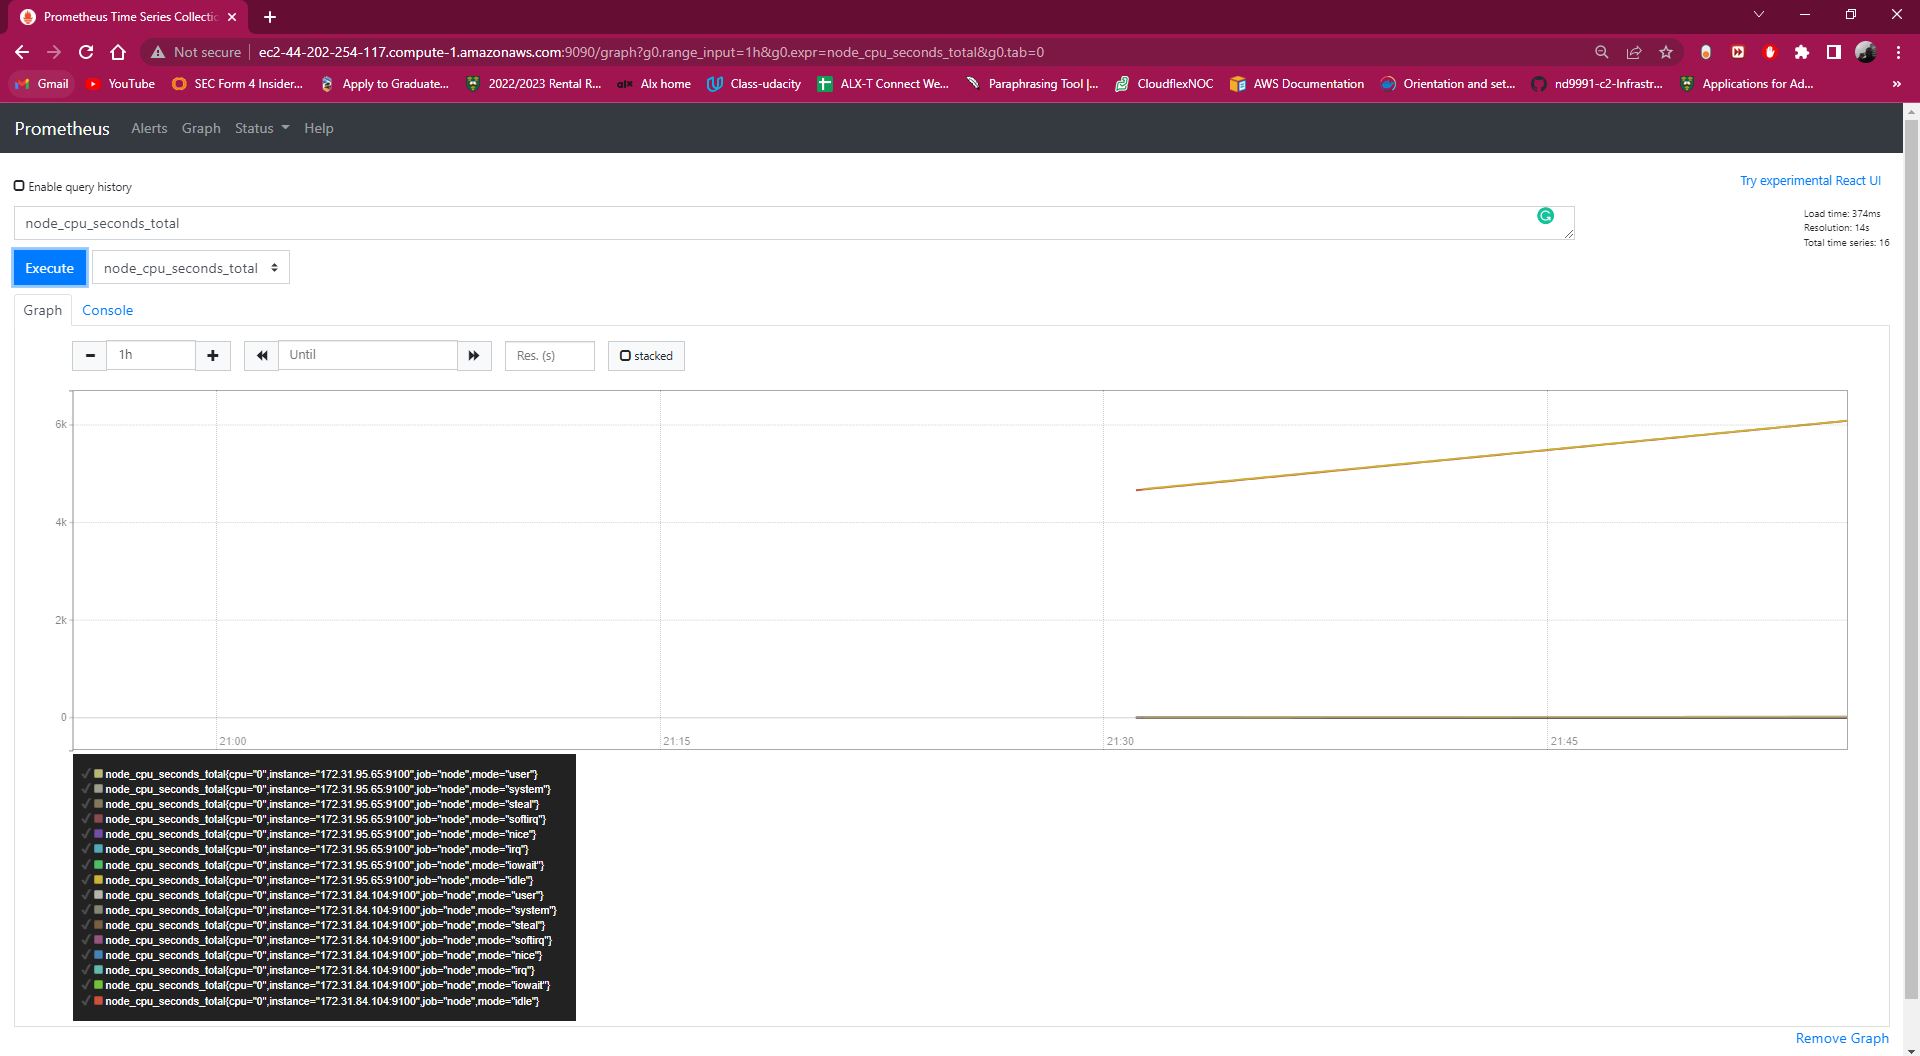 Prometheus Time Series Collectio
Not secure
ec2-44-202-254-117.compute-1.amazonaws.com:9090/graph?g0.range_input=1h&g0.expr=node_cpu_seconds_total&g0.tab=0
Gmail YouTube SEC Form 4 Insider... Apply to Graduate... 2022/2023 Rental R... alx Alx home Class-udacity ALX-T Connect We... Paraphrasing Tool |... CloudflexNOC AWS Documentation Orientation and set... nd9991-c2-Infrastr... Applications for Ad... »
Prometheus Alerts Graph Status Help
Enable query history
Try experimental React UI
node_cpu_seconds_total
Load time: 374ms
Resolution: 14s
Total time series: 16
Execute node_cpu_seconds_total
Graph Console
1h Until Res. (s) stacked
6k
4k
2k
0
21:00 21:15 21:30 21:45
node_cpu_seconds_total{cpu="0",instance="172.31.95.65:9100",job="node",mode="user"}
node_cpu_seconds_total{cpu="0",instance="172.31.95.65:9100",job="node",mode="system"}
node_cpu_seconds_total{cpu="0",instance="172.31.95.65:9100",job="node",mode="steal"}
node_cpu_seconds_total{cpu="0",instance="172.31.95.65:9100",job="node",mode="softirq"}
node_cpu_seconds_total{cpu="0",instance="172.31.95.65:9100",job="node",mode="nice"}
node_cpu_seconds_total{cpu="0",instance="172.31.95.65:9100",job="node",mode="irq"}
node_cpu_seconds_total{cpu="0",instance="172.31.95.65:9100",job="node",mode="iowait"}
node_cpu_seconds_total{cpu="0",instance="172.31.95.65:9100",job="node",mode="idle"}
node_cpu_seconds_total{cpu="0",instance="172.31.84.104:9100",job="node",mode="user"}
node_cpu_seconds_total{cpu="0",instance="172.31.84.104:9100",job="node",mode="system"}
node_cpu_seconds_total{cpu="0",instance="172.31.84.104:9100",job="node",mode="steal"}
node_cpu_seconds_total{cpu="0",instance="172.31.84.104:9100",job="node",mode="softirq"}
node_cpu_seconds_total{cpu="0",instance="172.31.84.104:9100",job="node",mode="nice"}
node_cpu_seconds_total{cpu="0",instance="172.31.84.104:9100",job="node",mode="irq"}
node_cpu_seconds_total{cpu="0",instance="172.31.84.104:9100",job="node",mode="iowait"}
node_cpu_seconds_total{cpu="0",instance="172.31.84.104:9100",job="node",mode="idle"}
Remove Graph